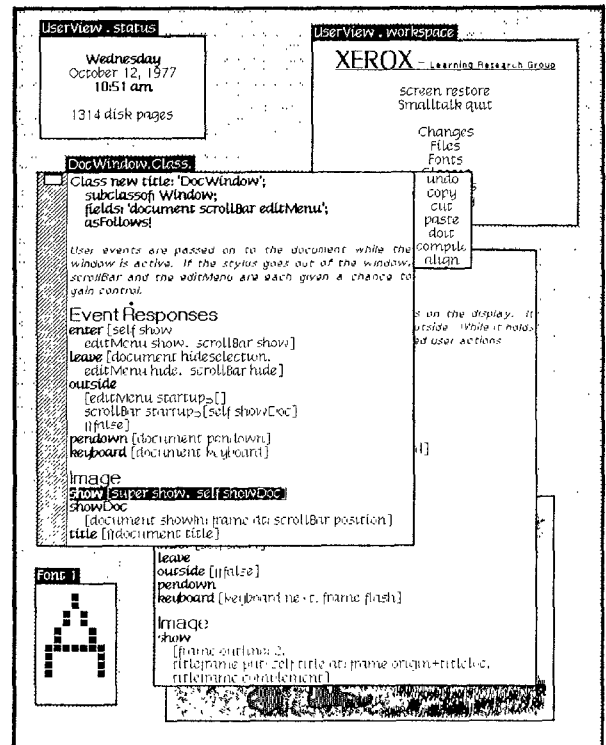 UserView.status
Wednesday
October 12, 1977
10:51 am
1314 disk pages
UserView.workspace
XEROX - Learning Research Group
screen restore
Smalltalk quit
Changes
Files
Fonts
undo
copy
cut
paste
doit
compile
align
DocWindow.Class.
Class new title: 'DocWindow';
subclassof: Window;
fields: 'document scrollBar editMenu';
asFollows!
User events are passed on to the document while the
window is active. If the stylus goes out of the window,
scrollBar and the editMenu are each given a chance to
gain control.
Event Responses
enter [self show
editMenu show. scrollBar show]
leave [document hideselection.
editMenu hide. scrollBar hide]
outside
[editMenu startup⊃[]
scrollBar startup⊃[self showDoc]
⇑false]
pendown [document pendown]
keyboard [document keyboard]
Image
show [super show. self showDoc]
showDoc
[document showin: frame at: scrollBar position]
title [⇑document title]
s on the display. It
utside. While it holds
ed user actions.
d]
leave
outside [⇑false]
pendown
keyboard [keyboard next. frame flash]
Image
show
[frame outline: 2.
titleframe put: self title at: frame origin+titleloc.
titleframe complement]
Font 1
A